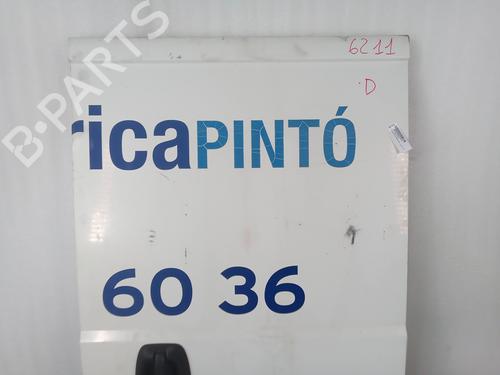 B-PARTS
6211
D
ricaPINTÓ
60 36